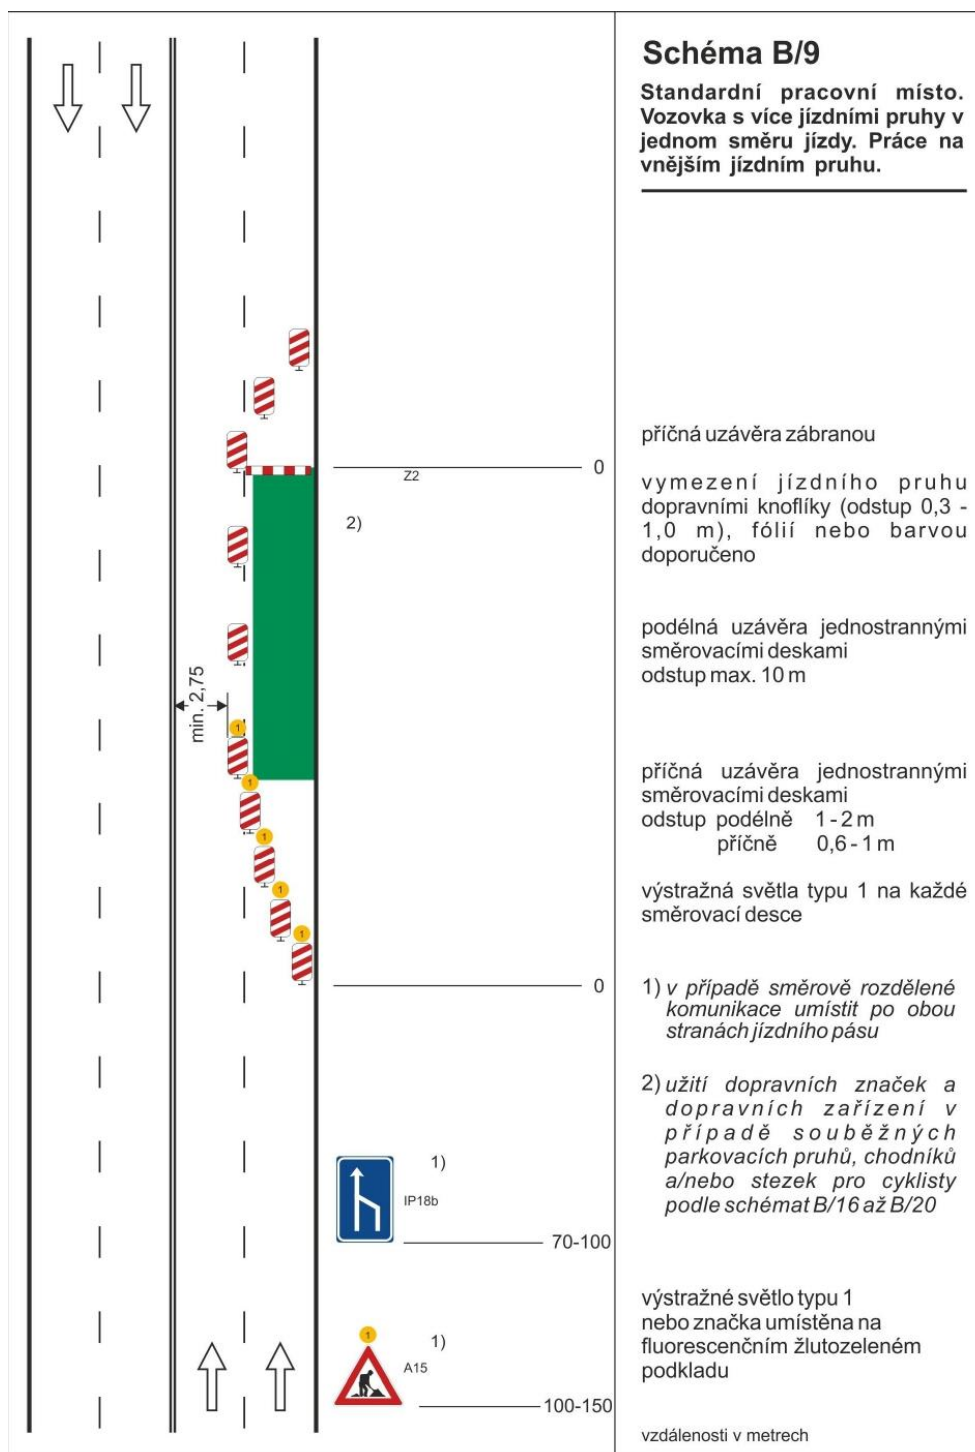 Schéma B/9
Standardní pracovní místo.
Vozovka s více jízdními pruhy v
jednom směru jízdy. Práce na
vnějším jízdním pruhu.
příčná uzávěra zábranou
0
Z2
vymezení jízdního pruhu
dopravními knoflíky (odstup 0,3 -
1,0 m), fólií nebo barvou
doporučeno
2)
podélná uzávěra jednostrannými
směrovacími deskami
odstup max. 10 m
min. 2,75
1
1
1
1
1
příčná uzávěra jednostrannými
směrovacími deskami
odstup podélně 1 - 2 m
příčně 0,6 - 1 m
výstražná světla typu 1 na každé
směrovací desce
0
1) v případě směrově rozdělené
komunikace umístit po obou
stranách jízdního pásu
2) užití dopravních značek a
dopravních zařízení v
případě souběžných
parkovacích pruhů, chodníků
a/nebo stezek pro cyklisty
podle schémat B/16 až B/20
1)
IP18b
70-100
výstražné světlo typu 1
nebo značka umístěna na
fluorescenčním žlutozeleném
podkladu
1
1)
A15
100-150
vzdálenosti v metrech